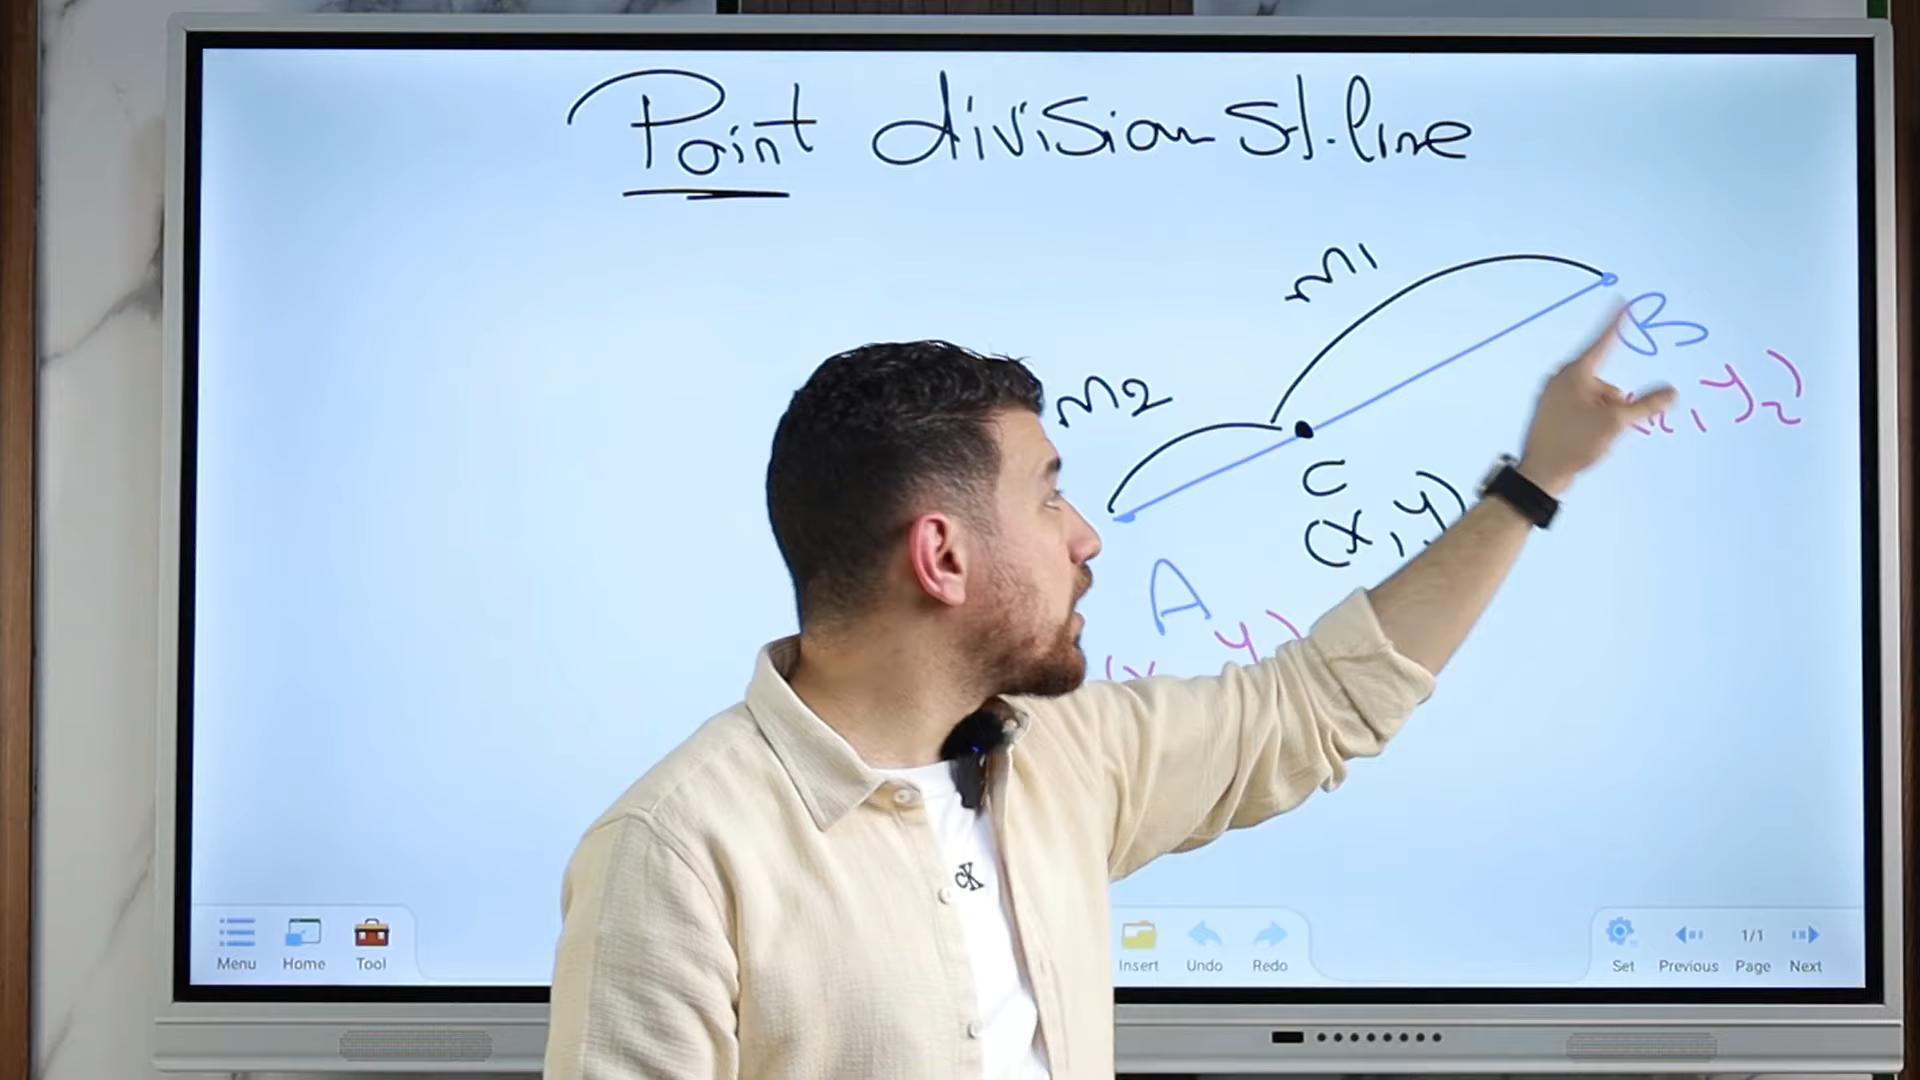 Point division st.line
m1
B
, y2)
m2
C
(x, y)
A
y)
cK
Menu Home Tool Insert Undo Redo Set Previous 1/1 Page Next